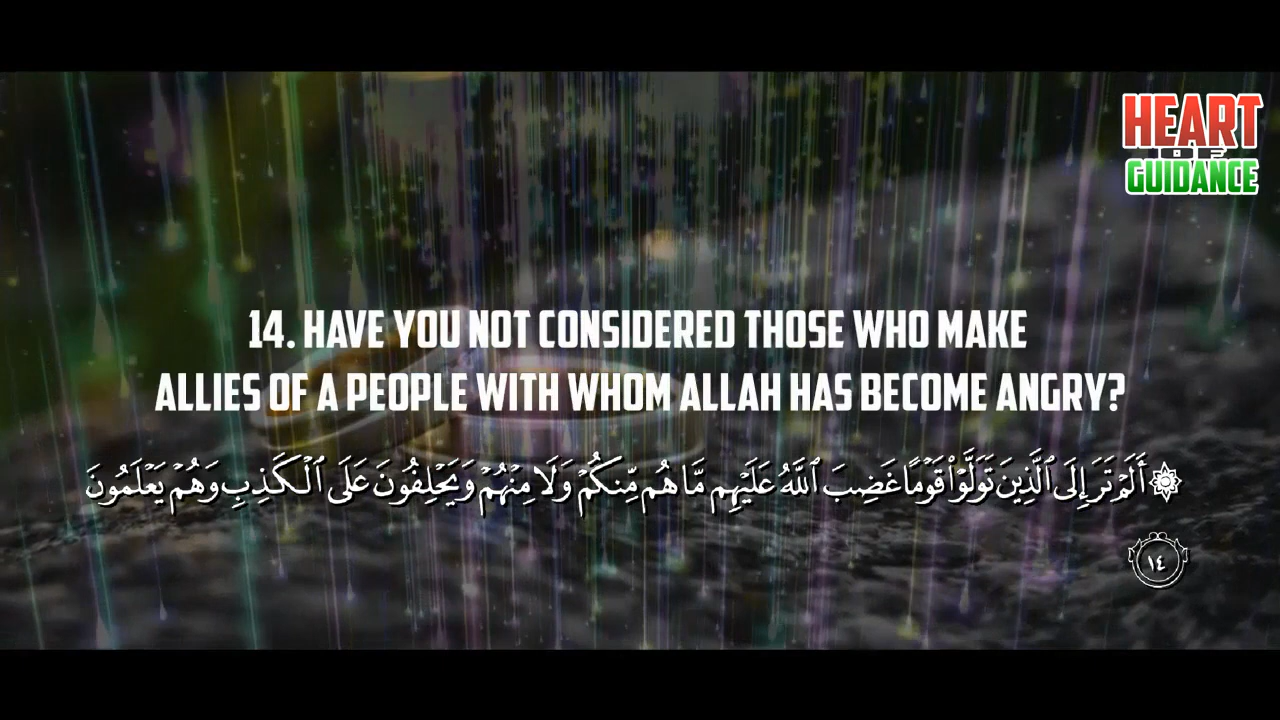 HEART
OF
GUIDANCE
14. HAVE YOU NOT CONSIDERED THOSE WHO MAKE
ALLIES OF A PEOPLE WITH WHOM ALLAH HAS BECOME ANGRY?
۞ أَلَمْ تَرَ إِلَى ٱلَّذِينَ تَوَلَّوْا۟ قَوْمًا غَضِبَ ٱللَّهُ عَلَيْهِم مَّا هُم مِّنكُمْ وَلَا مِنْهُمْ وَيَحْلِفُونَ عَلَى ٱلْكَذِبِ وَهُمْ يَعْلَمُونَ
١٤